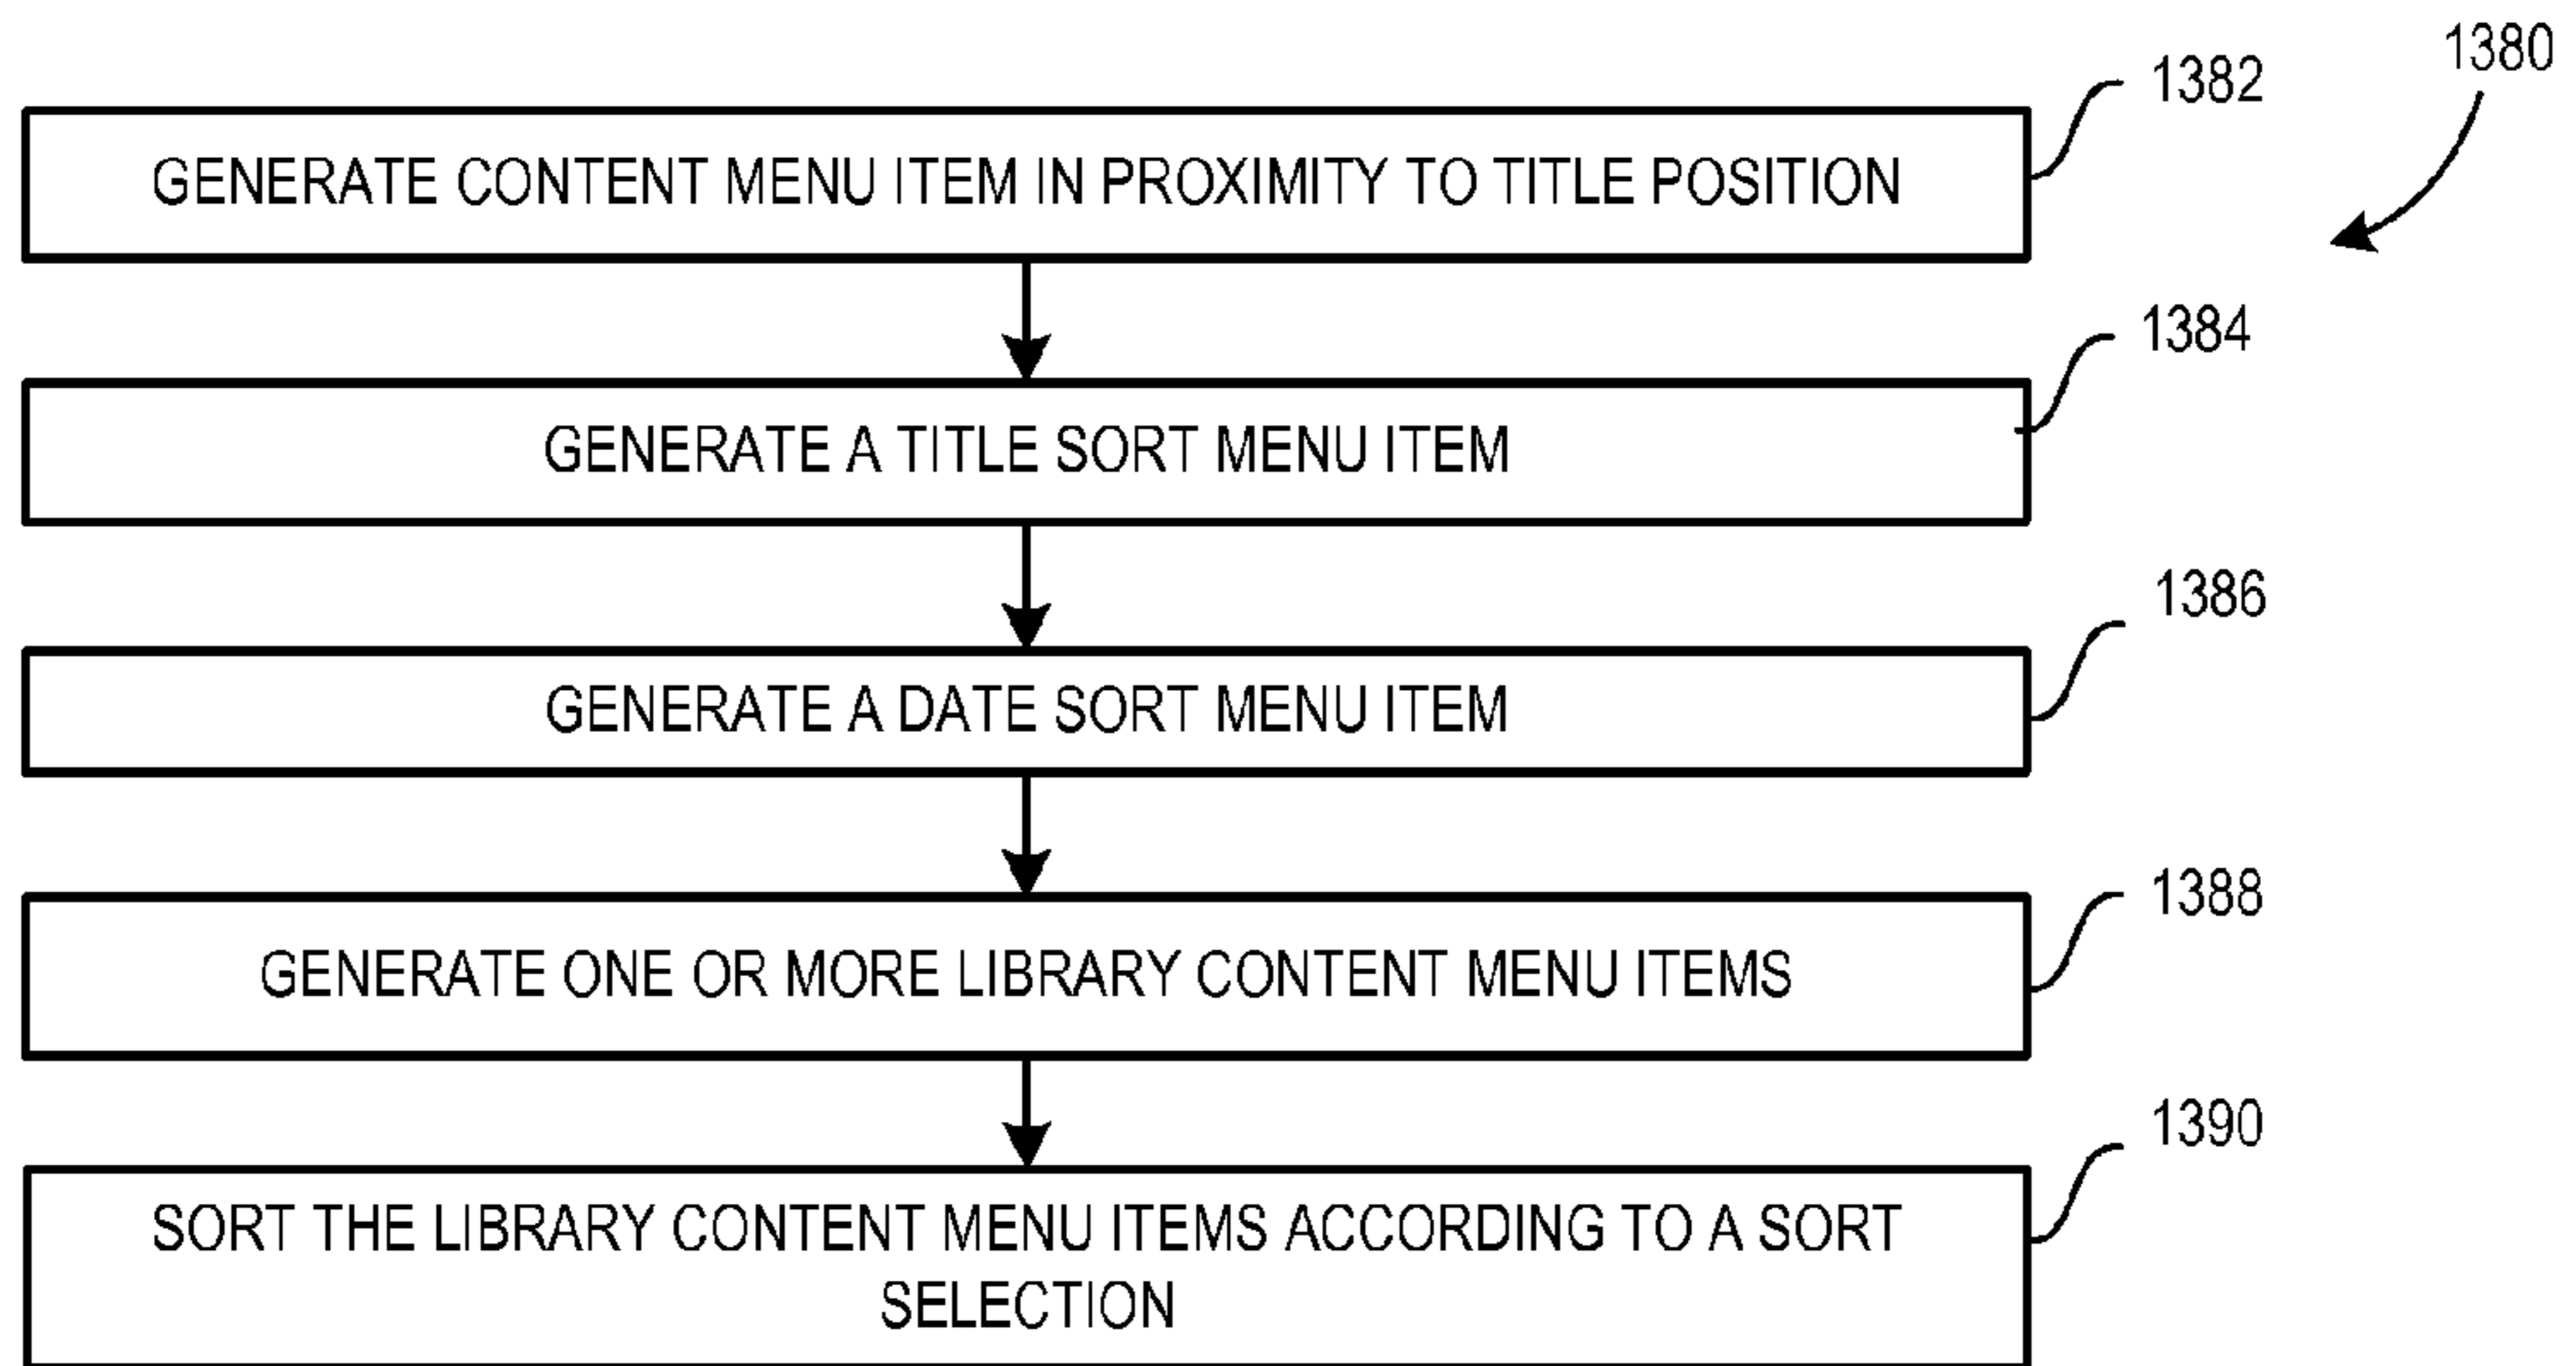 1380
1382
GENERATE CONTENT MENU ITEM IN PROXIMITY TO TITLE POSITION
1384
GENERATE A TITLE SORT MENU ITEM
1386
GENERATE A DATE SORT MENU ITEM
1388
GENERATE ONE OR MORE LIBRARY CONTENT MENU ITEMS
1390
SORT THE LIBRARY CONTENT MENU ITEMS ACCORDING TO A SORT
SELECTION